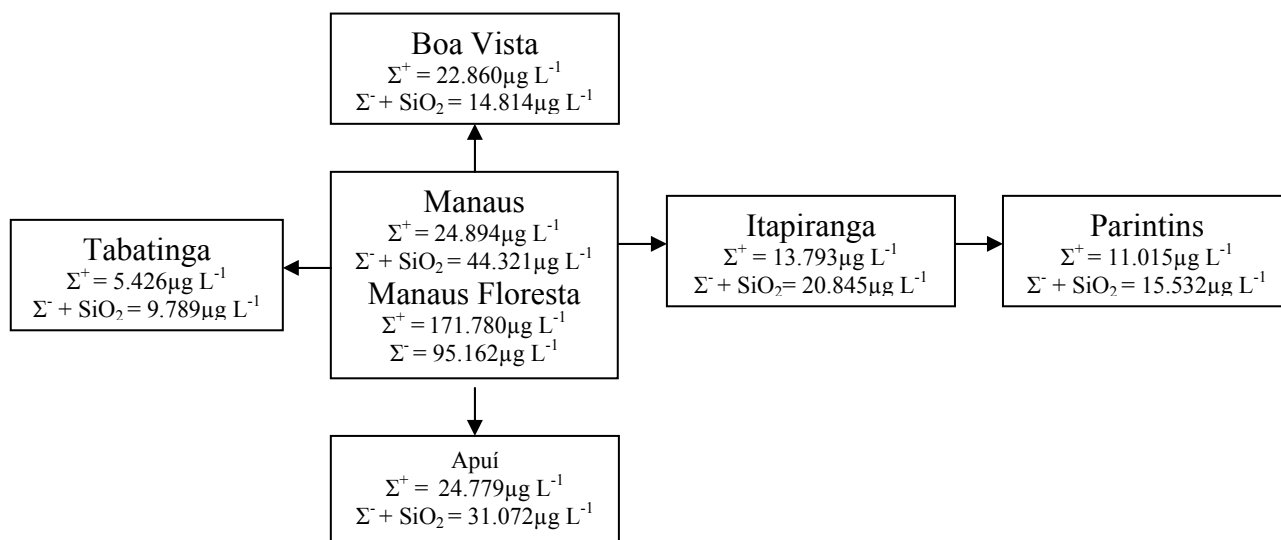 Boa Vista
Σ⁺ = 22.860µg L⁻¹
Σ⁻ + SiO₂ = 14.814µg L⁻¹
Manaus
Σ⁺ = 24.894µg L⁻¹
Σ⁻ + SiO₂ = 44.321µg L⁻¹
Manaus Floresta
Σ⁺ = 171.780µg L⁻¹
Σ⁻ = 95.162µg L⁻¹
Tabatinga
Σ⁺ = 5.426µg L⁻¹
Σ⁻ + SiO₂ = 9.789µg L⁻¹
Itapiranga
Σ⁺ = 13.793µg L⁻¹
Σ⁻ + SiO₂= 20.845µg L⁻¹
Parintins
Σ⁺ = 11.015µg L⁻¹
Σ⁻ + SiO₂ = 15.532µg L⁻¹
Apuí
Σ⁺ = 24.779µg L⁻¹
Σ⁻ + SiO₂ = 31.072µg L⁻¹